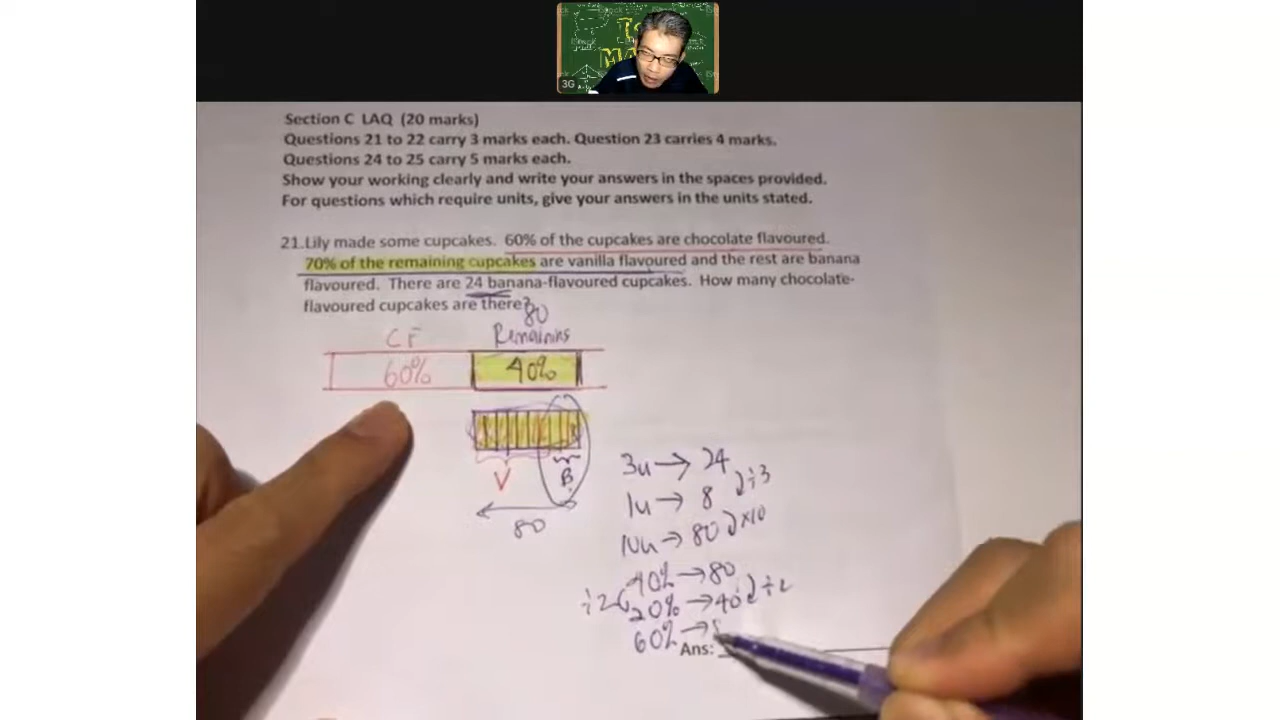 3G
Section C LAQ (20 marks)
Questions 21 to 22 carry 3 marks each. Question 23 carries 4 marks.
Questions 24 to 25 carry 5 marks each.
Show your working clearly and write your answers in the spaces provided.
For questions which require units, give your answers in the units stated.
21. Lily made some cupcakes. 60% of the cupcakes are chocolate flavoured.
70% of the remaining cupcakes are vanilla flavoured and the rest are banana
flavoured. There are 24 banana-flavoured cupcakes. How many chocolate-
flavoured cupcakes are there?
80
CF Remaining
60% 40%
V B
80
3u → 24
÷3
1u → 8
×10
10u → 80
40% → 80
÷2 20% → 40 ÷2
60% →
Ans: